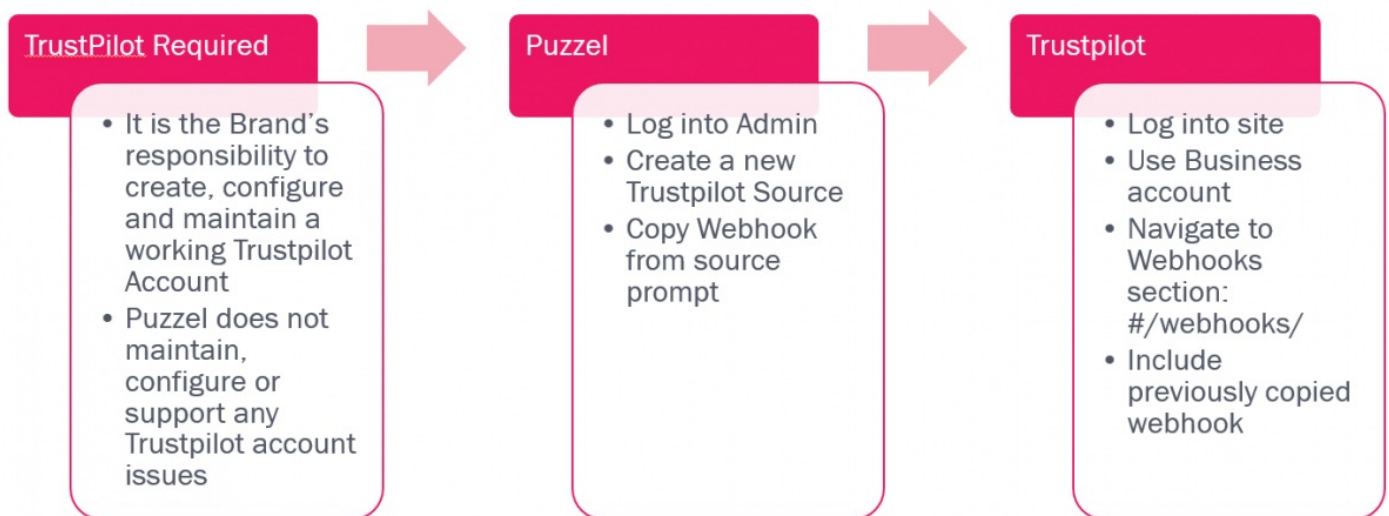 TrustPilot Required
• It is the Brand’s
responsibility to
create, configure
and maintain a
working Trustpilot
Account
• Puzzel does not
maintain,
configure or
support any
Trustpilot account
issues
Puzzel
• Log into Admin
• Create a new
Trustpilot Source
• Copy Webhook
from source
prompt
Trustpilot
• Log into site
• Use Business
account
• Navigate to
Webhooks
section:
#/webhooks/
• Include
previously copied
webhook